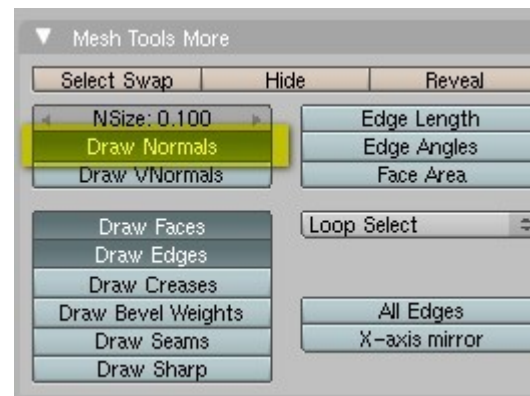 Mesh Tools More
Select Swap Hide Reveal
NSize: 0.100 Edge Length
Draw Normals Edge Angles
Draw VNormals Face Area
Draw Faces Loop Select
Draw Edges
Draw Creases
Draw Bevel Weights All Edges
Draw Seams X-axis mirror
Draw Sharp